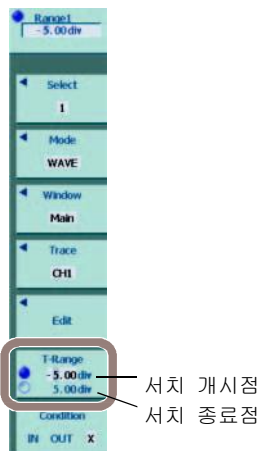 Range1
-5.00div
Select
1
Mode
WAVE
Window
Main
Trace
CH1
Edit
T-Range
-5.00div
5.00div
서치 개시점
서치 종료점
Condition
IN OUT X